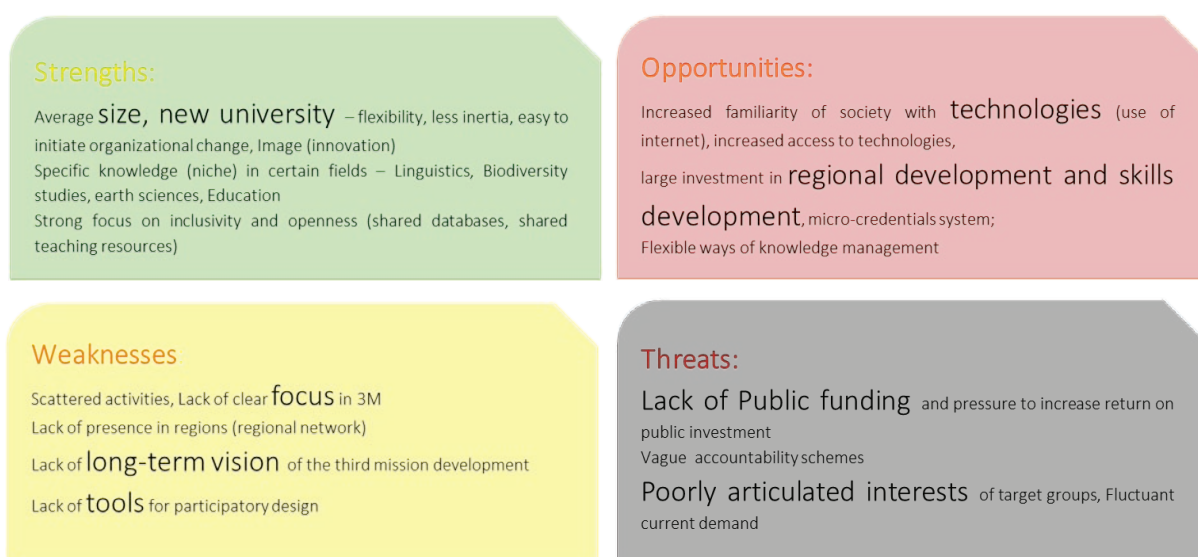 Strengths:
Average size, new university – flexibility, less inertia, easy to
initiate organizational change, Image (innovation)
Specific knowledge (niche) in certain fields – Linguistics, Biodiversity
studies, earth sciences, Education
Strong focus on inclusivity and openness (shared databases, shared
teaching resources)
Opportunities:
Increased familiarity of society with technologies (use of
internet), increased access to technologies,
large investment in regional development and skills
development, micro-credentials system;
Flexible ways of knowledge management
Weaknesses
Scattered activities, Lack of clear focus in 3M
Lack of presence in regions (regional network)
Lack of long-term vision of the third mission development
Lack of tools for participatory design
Threats:
Lack of Public funding and pressure to increase return on
public investment
Vague accountability schemes
Poorly articulated interests of target groups, Fluctuant
current demand